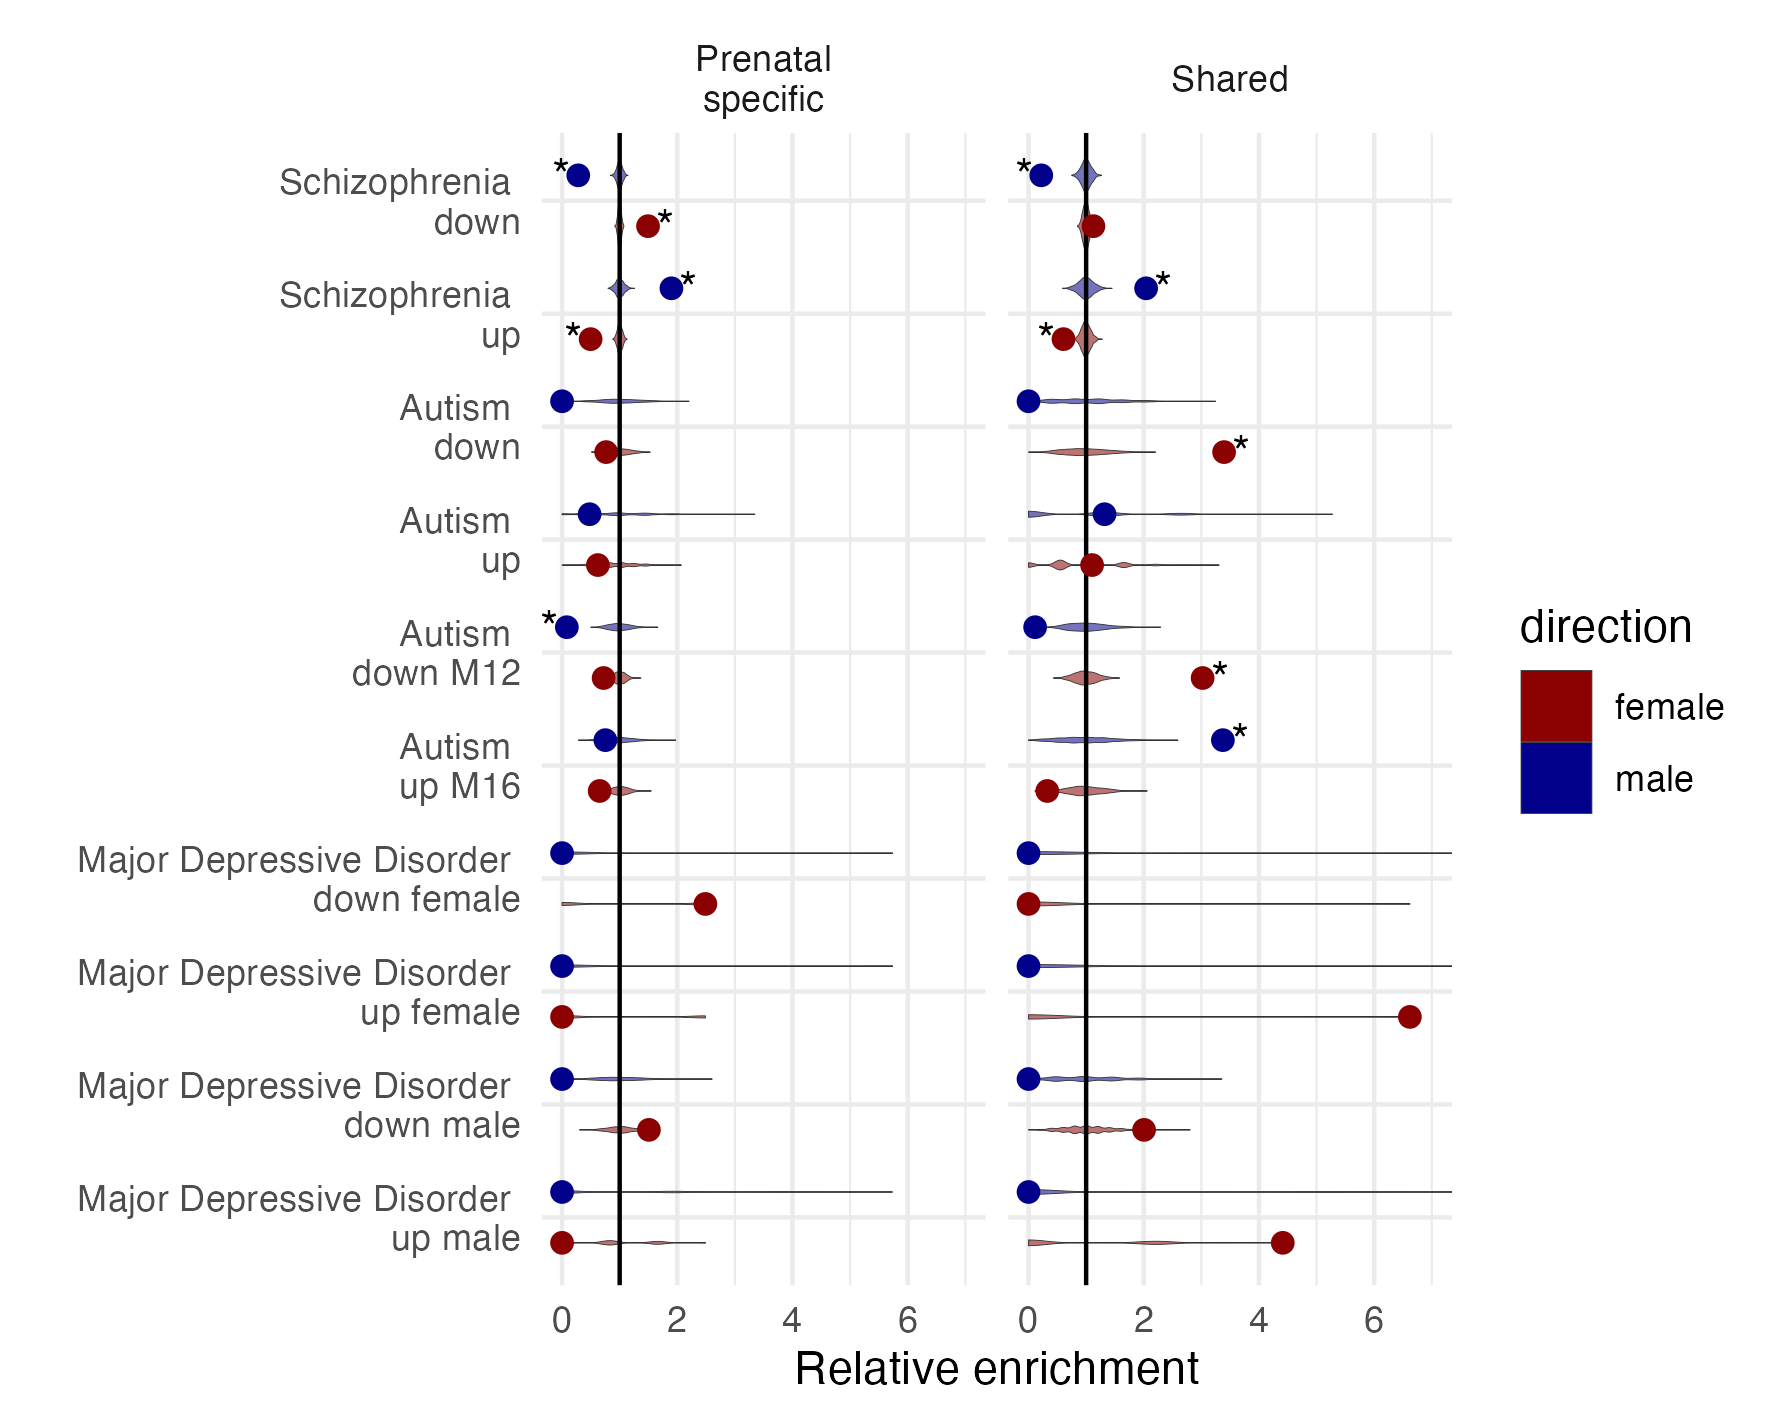 Prenatal
specific
Shared
Schizophrenia
down
Schizophrenia
up
Autism
down
Autism
up
Autism
down M12
Autism
up M16
Major Depressive Disorder
down female
Major Depressive Disorder
up female
Major Depressive Disorder
down male
Major Depressive Disorder
up male
* *
*
* *
* *
*
*
* *
0 2 4 6 0 2 4 6
Relative enrichment
direction
female
male